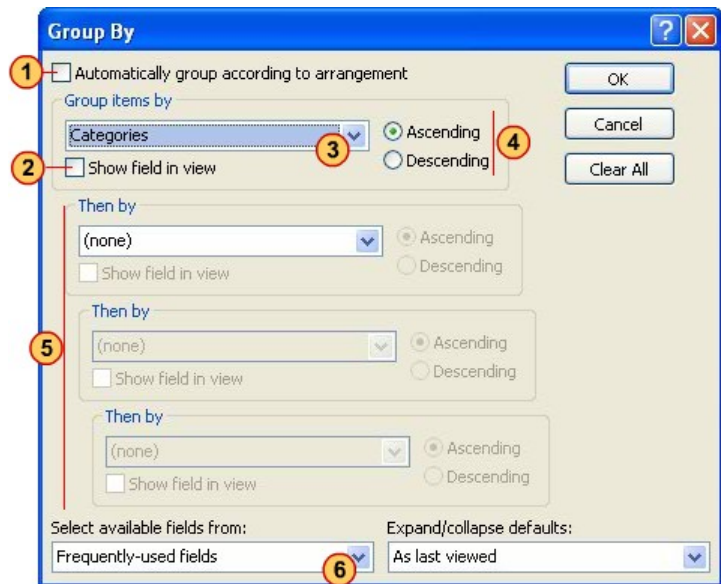 Group By
1 Automatically group according to arrangement
OK
Group items by
Categories 3 Ascending 4
Cancel
2 Show field in view Descending
Clear All
Then by
(none) Ascending
Show field in view Descending
5
Then by
(none) Ascending
Show field in view Descending
Then by
(none) Ascending
Show field in view Descending
Select available fields from: Expand/collapse defaults:
Frequently-used fields 6 As last viewed